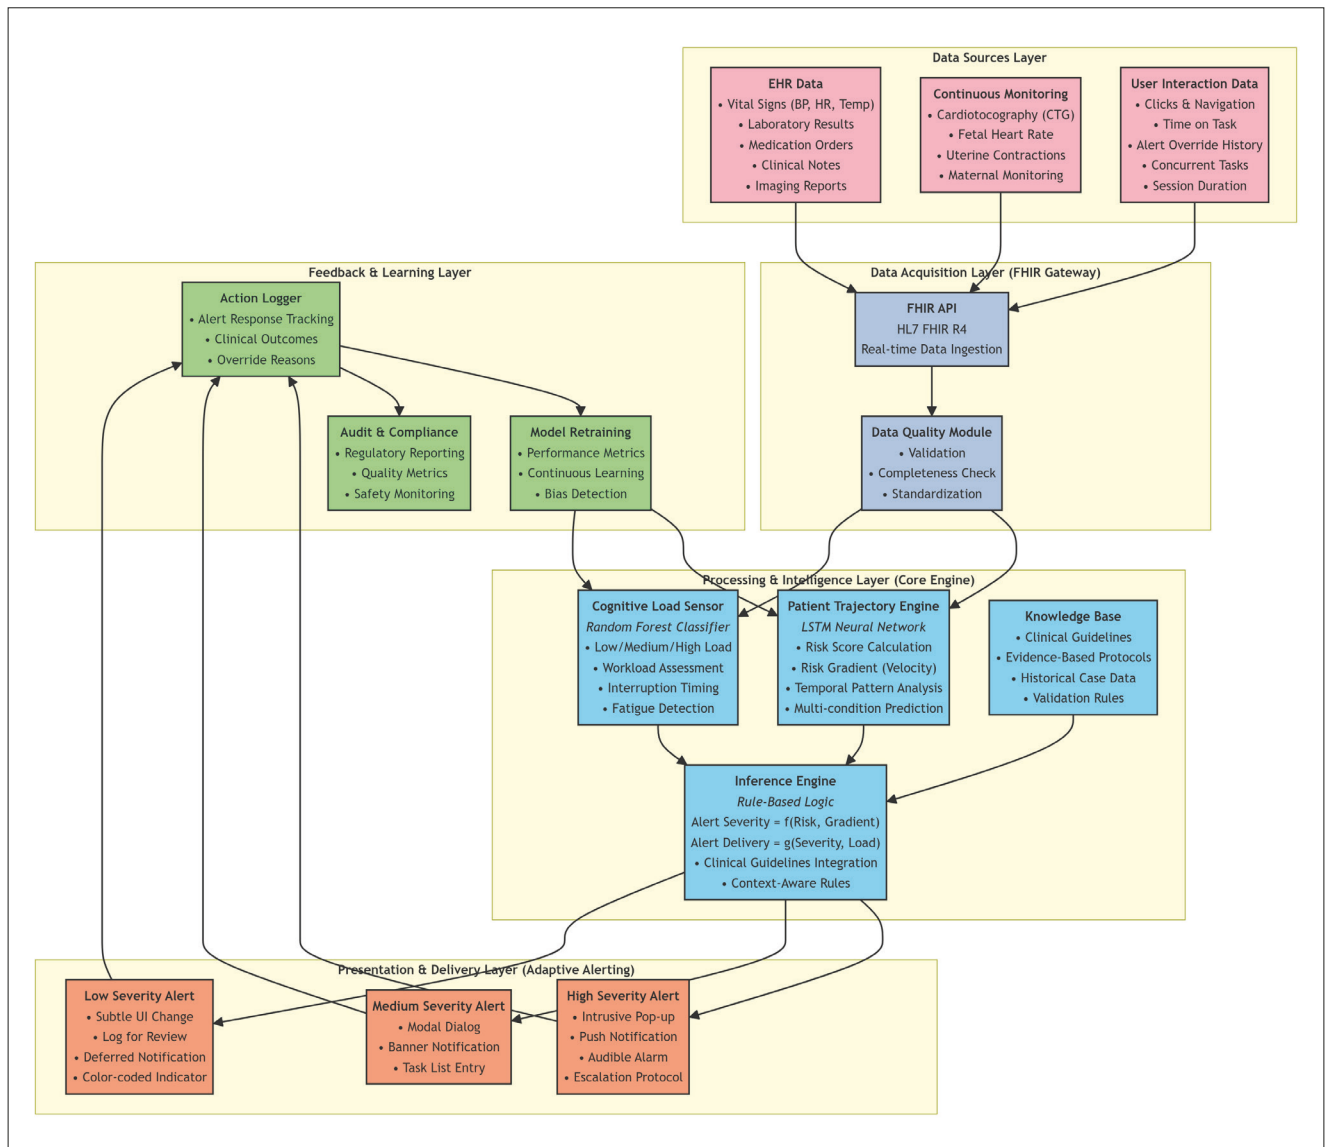 Data Sources Layer
EHR Data
• Vital Signs (BP, HR, Temp)
• Laboratory Results
• Medication Orders
• Clinical Notes
• Imaging Reports
Continuous Monitoring
• Cardiotocography (CTG)
• Fetal Heart Rate
• Uterine Contractions
• Maternal Monitoring
User Interaction Data
• Clicks & Navigation
• Time on Task
• Alert Override History
• Concurrent Tasks
• Session Duration
Feedback & Learning Layer
Action Logger
• Alert Response Tracking
• Clinical Outcomes
• Override Reasons
Audit & Compliance
• Regulatory Reporting
• Quality Metrics
• Safety Monitoring
Model Retraining
• Performance Metrics
• Continuous Learning
• Bias Detection
Data Acquisition Layer (FHIR Gateway)
FHIR API
HL7 FHIR R4
Real-time Data Ingestion
Data Quality Module
• Validation
• Completeness Check
• Standardization
Processing & Intelligence Layer (Core Engine)
Cognitive Load Sensor
Random Forest Classifier
• Low/Medium/High Load
• Workload Assessment
• Interruption Timing
• Fatigue Detection
Patient Trajectory Engine
LSTM Neural Network
• Risk Score Calculation
• Risk Gradient (Velocity)
• Temporal Pattern Analysis
• Multi-condition Prediction
Knowledge Base
• Clinical Guidelines
• Evidence-Based Protocols
• Historical Case Data
• Validation Rules
Inference Engine
Rule-Based Logic
Alert Severity = f(Risk, Gradient)
Alert Delivery = g(Severity, Load)
• Clinical Guidelines Integration
• Context-Aware Rules
Presentation & Delivery Layer (Adaptive Alerting)
Low Severity Alert
• Subtle UI Change
• Log for Review
• Deferred Notification
• Color-coded Indicator
Medium Severity Alert
• Modal Dialog
• Banner Notification
• Task List Entry
High Severity Alert
• Intrusive Pop-up
• Push Notification
• Audible Alarm
• Escalation Protocol